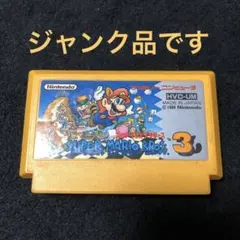 ジャンク品です
Nintendo
HVC-UM
MADE IN JAPAN
SUPER MARIO BROS.
3